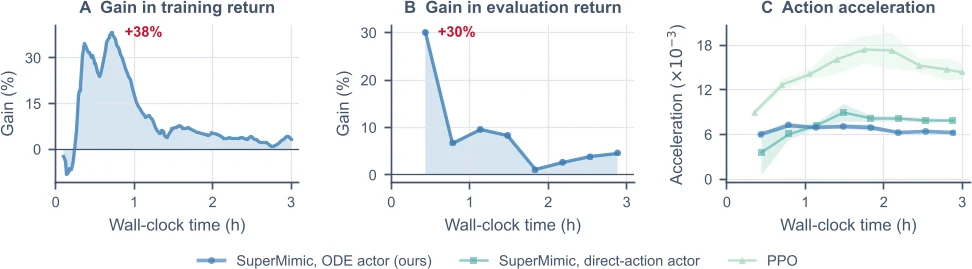 A Gain in training return
Gain (%)
30
15
0
+38%
0
1
2
3
Wall-clock time (h)
B Gain in evaluation return
Gain (%)
30
20
10
0
+30%
0
1
2
3
Wall-clock time (h)
C Action acceleration
Acceleration (×10⁻³)
18
12
6
0
0
1
2
3
Wall-clock time (h)
SuperMimic, ODE actor (ours)
SuperMimic, direct-action actor
PPO